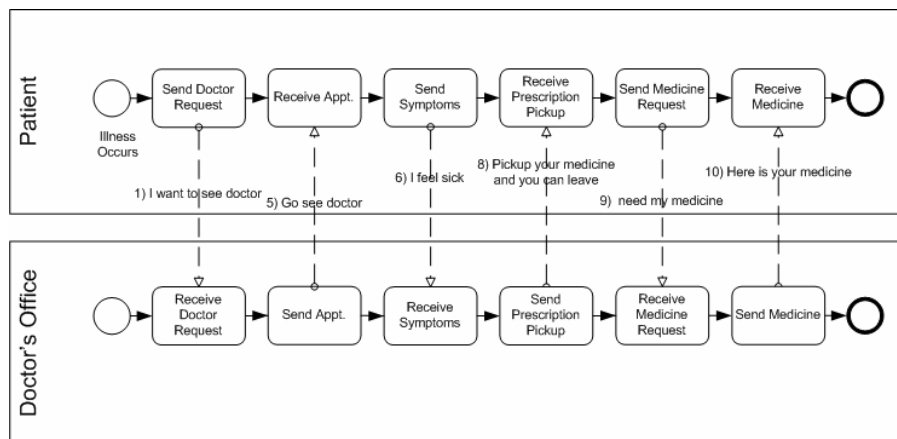 Patient
Send Doctor
Request
Receive Appt.
Send
Symptoms
Receive
Prescription
Pickup
Send Medicine
Request
Receive
Medicine
Illness
Occurs
1) I want to see doctor
5) Go see doctor
6) I feel sick
8) Pickup your medicine
and you can leave
9) need my medicine
10) Here is your medicine
Doctor's Office
Receive
Doctor
Request
Send Appt.
Receive
Symptoms
Send
Prescription
Pickup
Receive
Medicine
Request
Send Medicine